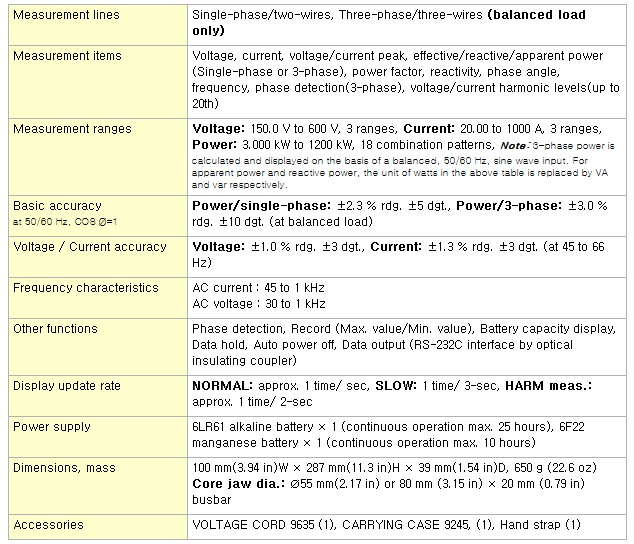 Measurement lines
Single-phase/two-wires, Three-phase/three-wires (balanced load
only)
Measurement items
Voltage, current, voltage/current peak, effective/reactive/apparent power
(Single-phase or 3-phase), power factor, reactivity, phase angle,
frequency, phase detection(3-phase), voltage/current harmonic levels(up to
20th)
Measurement ranges
Voltage: 150.0 V to 600 V, 3 ranges, Current: 20.00 to 1000 A, 3 ranges,
Power: 3.000 kW to 1200 kW, 18 combination patterns, Note: 3-phase power is
calculated and displayed on the basis of a balanced, 50/60 Hz, sine wave input. For
apparent power and reactive power, the unit of watts in the above table is replaced by VA
and var respectively.
Basic accuracy
at 50/60 Hz, COS Ø=1
Power/single-phase: ±2.3 % rdg. ±5 dgt., Power/3-phase: ±3.0 %
rdg. ±10 dgt. (at balanced load)
Voltage / Current accuracy
Voltage: ±1.0 % rdg. ±3 dgt., Current: ±1.3 % rdg. ±3 dgt. (at 45 to 66
Hz)
Frequency characteristics
AC current : 45 to 1 kHz
AC voltage : 30 to 1 kHz
Other functions
Phase detection, Record (Max. value/Min. value), Battery capacity display,
Data hold, Auto power off, Data output (RS-232C interface by optical
insulating coupler)
Display update rate
NORMAL: approx. 1 time/ sec, SLOW: 1 time/ 3-sec, HARM meas.:
approx. 1 time/ 2-sec
Power supply
6LR61 alkaline battery × 1 (continuous operation max. 25 hours), 6F22
manganese battery × 1 (continuous operation max. 10 hours)
Dimensions, mass
100 mm(3.94 in)W × 287 mm(11.3 in)H × 39 mm(1.54 in)D, 650 g (22.6 oz)
Core jaw dia.: Ø55 mm(2.17 in) or 80 mm (3.15 in) × 20 mm (0.79 in)
busbar
Accessories
VOLTAGE CORD 9635 (1), CARRYING CASE 9245, (1), Hand strap (1)